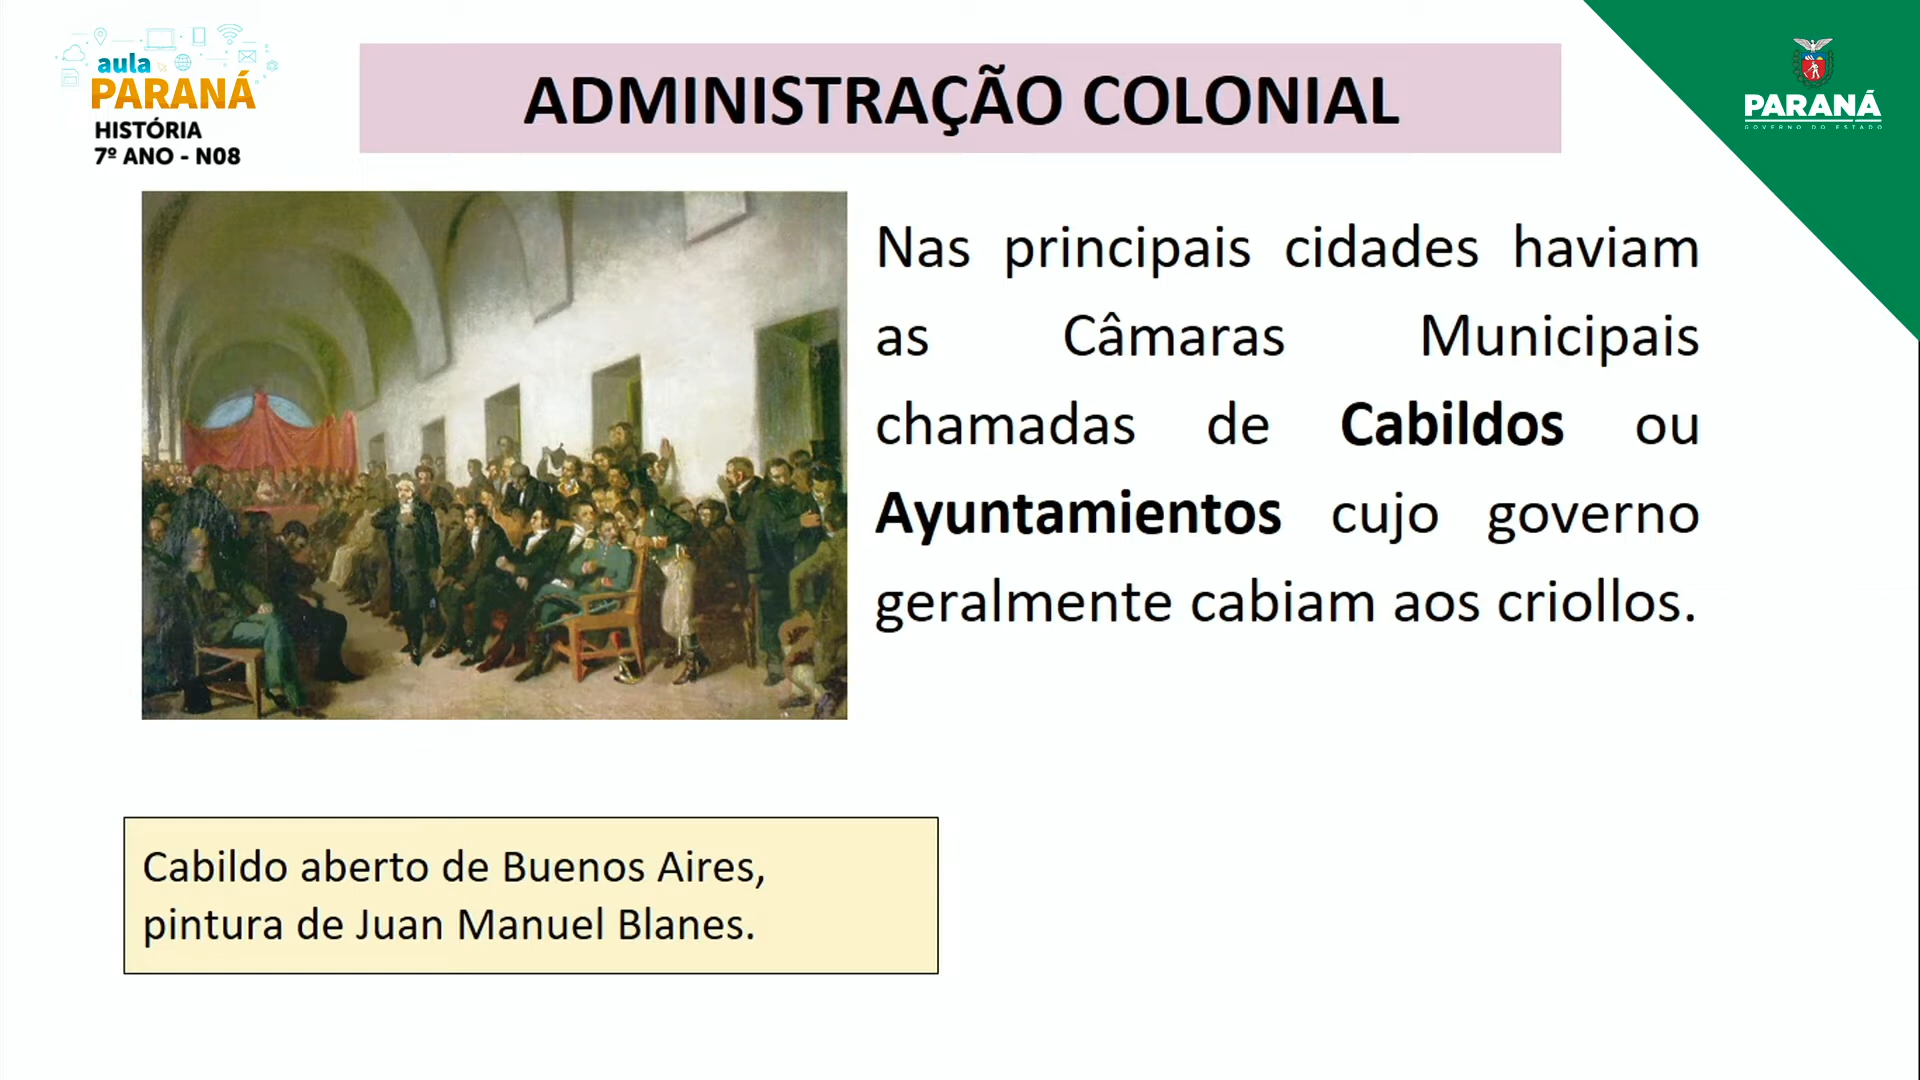 aula
PARANÁ
HISTÓRIA
7º ANO - N08
ADMINISTRAÇÃO COLONIAL
PARANÁ
GOVERNO DO ESTADO
Nas principais cidades haviam
as Câmaras Municipais
chamadas de Cabildos ou
Ayuntamientos cujo governo
geralmente cabiam aos criollos.
Cabildo aberto de Buenos Aires,
pintura de Juan Manuel Blanes.